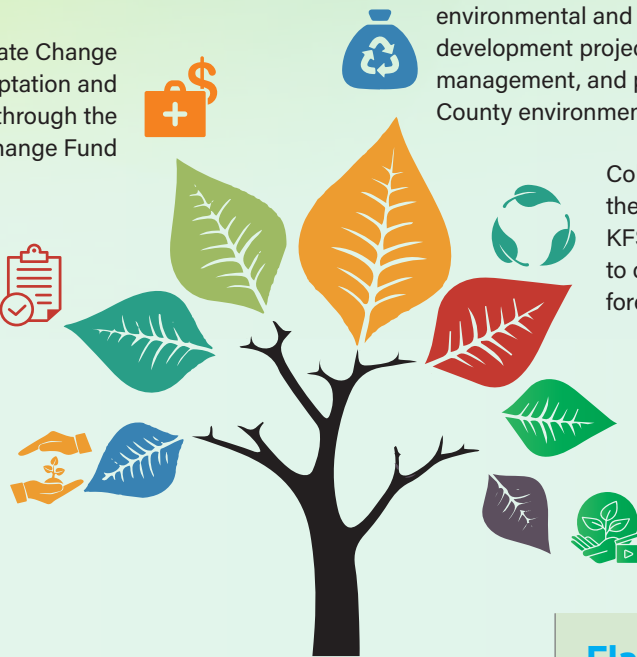 ate Change
ptation and
through the
hange Fund
environmental and
development projec
management, and p
County environmen
Co
the
KFS
to c
fore